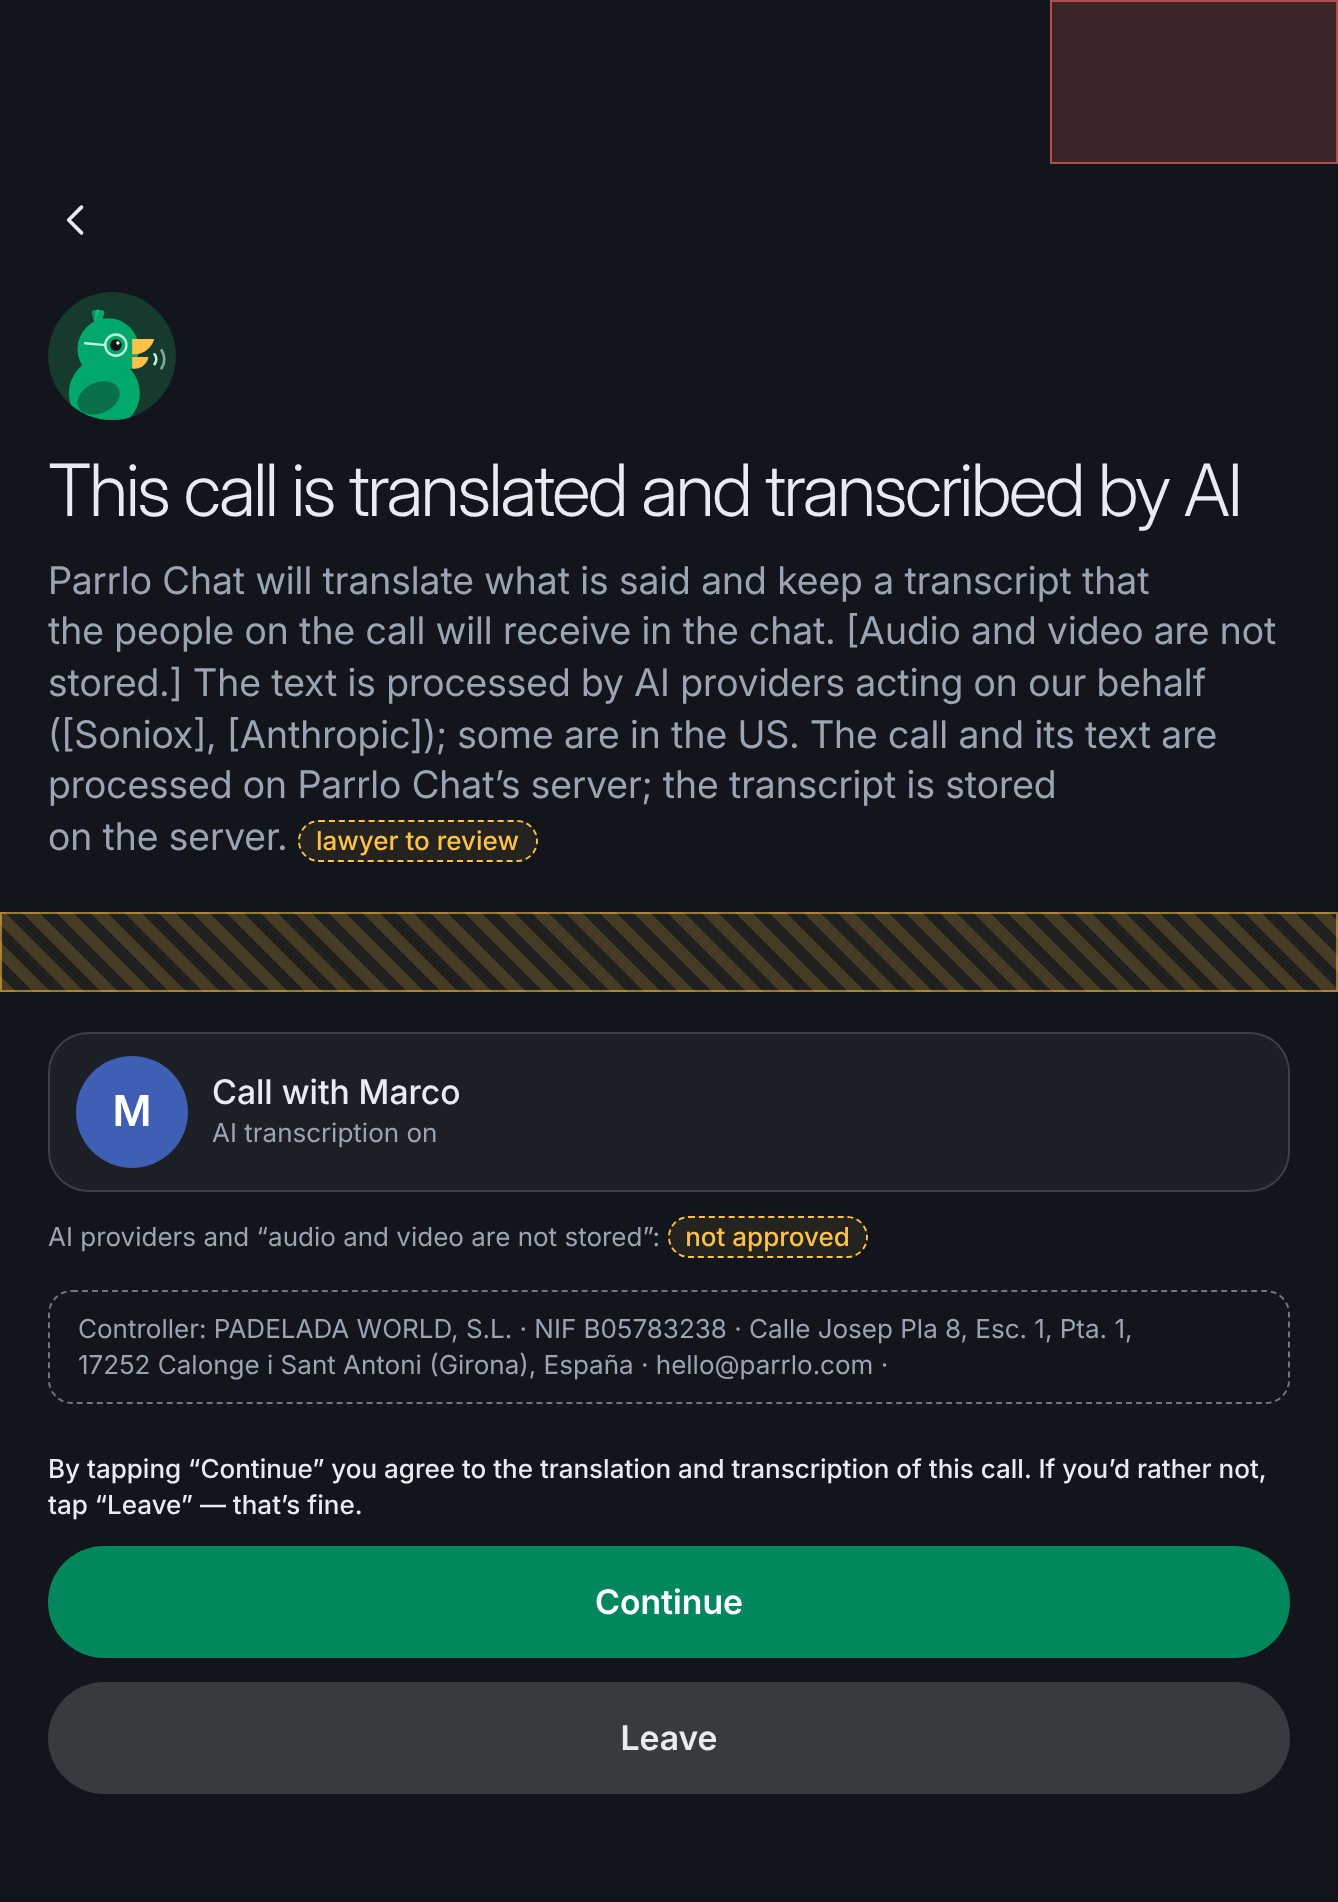 This call is translated and transcribed by AI
Parrlo Chat will translate what is said and keep a transcript that
the people on the call will receive in the chat. [Audio and video are not
stored.] The text is processed by AI providers acting on our behalf
([Soniox], [Anthropic]); some are in the US. The call and its text are
processed on Parrlo Chat’s server; the transcript is stored
on the server. lawyer to review
M
Call with Marco
AI transcription on
AI providers and “audio and video are not stored”: not approved
Controller: PADELADA WORLD, S.L. · NIF B05783238 · Calle Josep Pla 8, Esc. 1, Pta. 1,
17252 Calonge i Sant Antoni (Girona), España · hello@parrlo.com ·
By tapping “Continue” you agree to the translation and transcription of this call. If you’d rather not,
tap “Leave” — that’s fine.
Continue
Leave